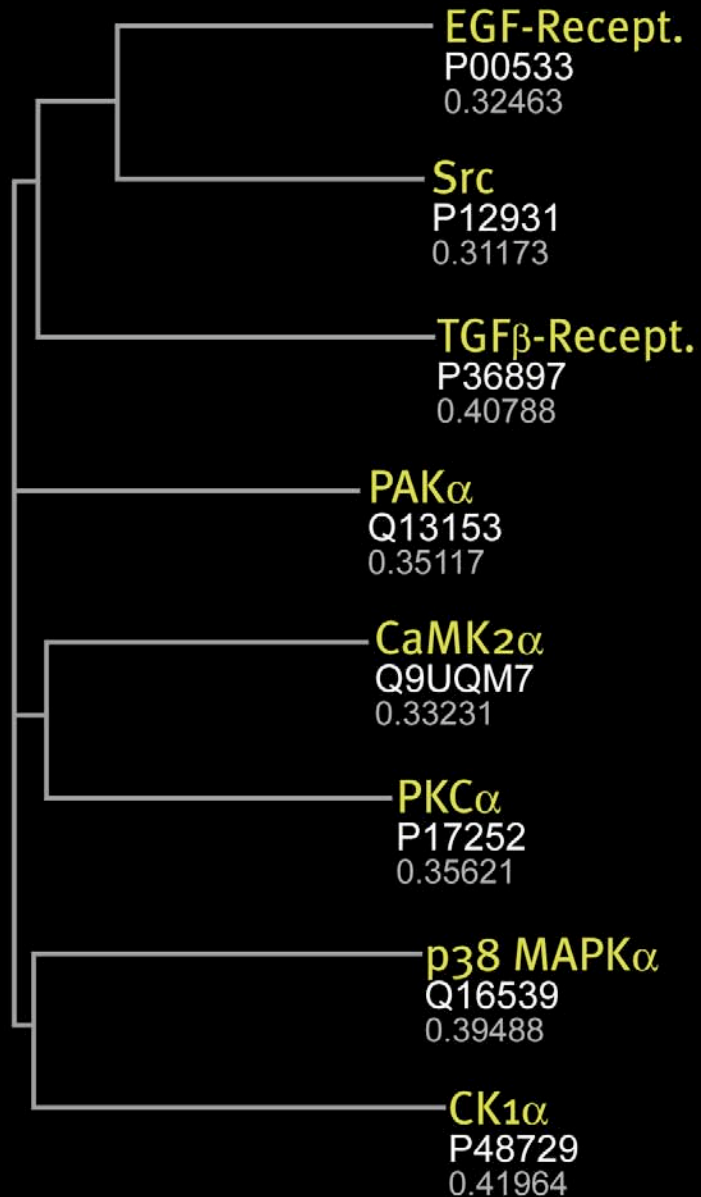 EGF-Recept.
P00533
0.32463
Src
P12931
0.31173
TGFβ-Recept.
P36897
0.40788
PAKα
Q13153
0.35117
CaMK2α
Q9UQM7
0.33231
PKCα
P17252
0.35621
p38 MAPKα
Q16539
0.39488
CK1α
P48729
0.41964